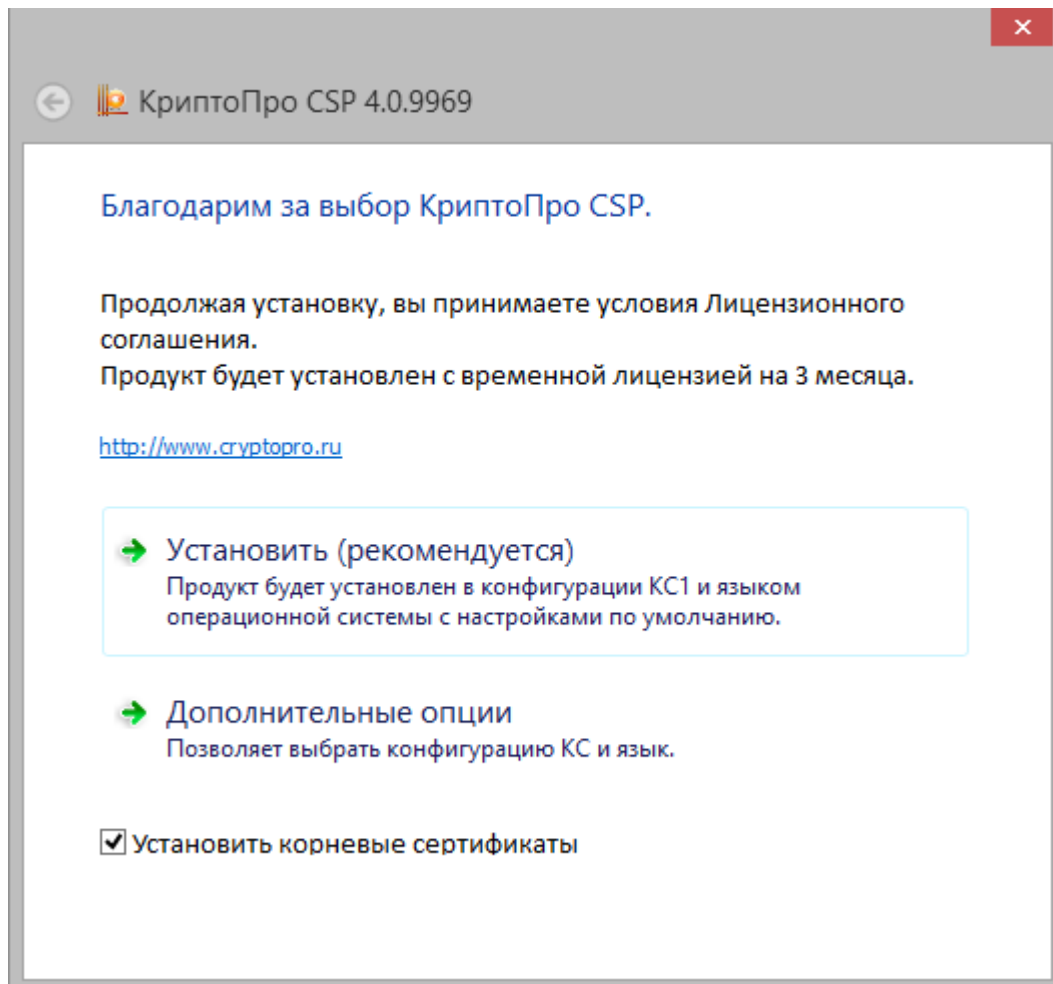 КриптоПро CSP 4.0.9969
Благодарим за выбор КриптоПро CSP.
Продолжая установку, вы принимаете условия Лицензионного
соглашения.
Продукт будет установлен с временной лицензией на 3 месяца.
http://www.cryptopro.ru
Установить (рекомендуется)
Продукт будет установлен в конфигурации КС1 и языком
операционной системы с настройками по умолчанию.
Дополнительные опции
Позволяет выбрать конфигурацию КС и язык.
Установить корневые сертификаты